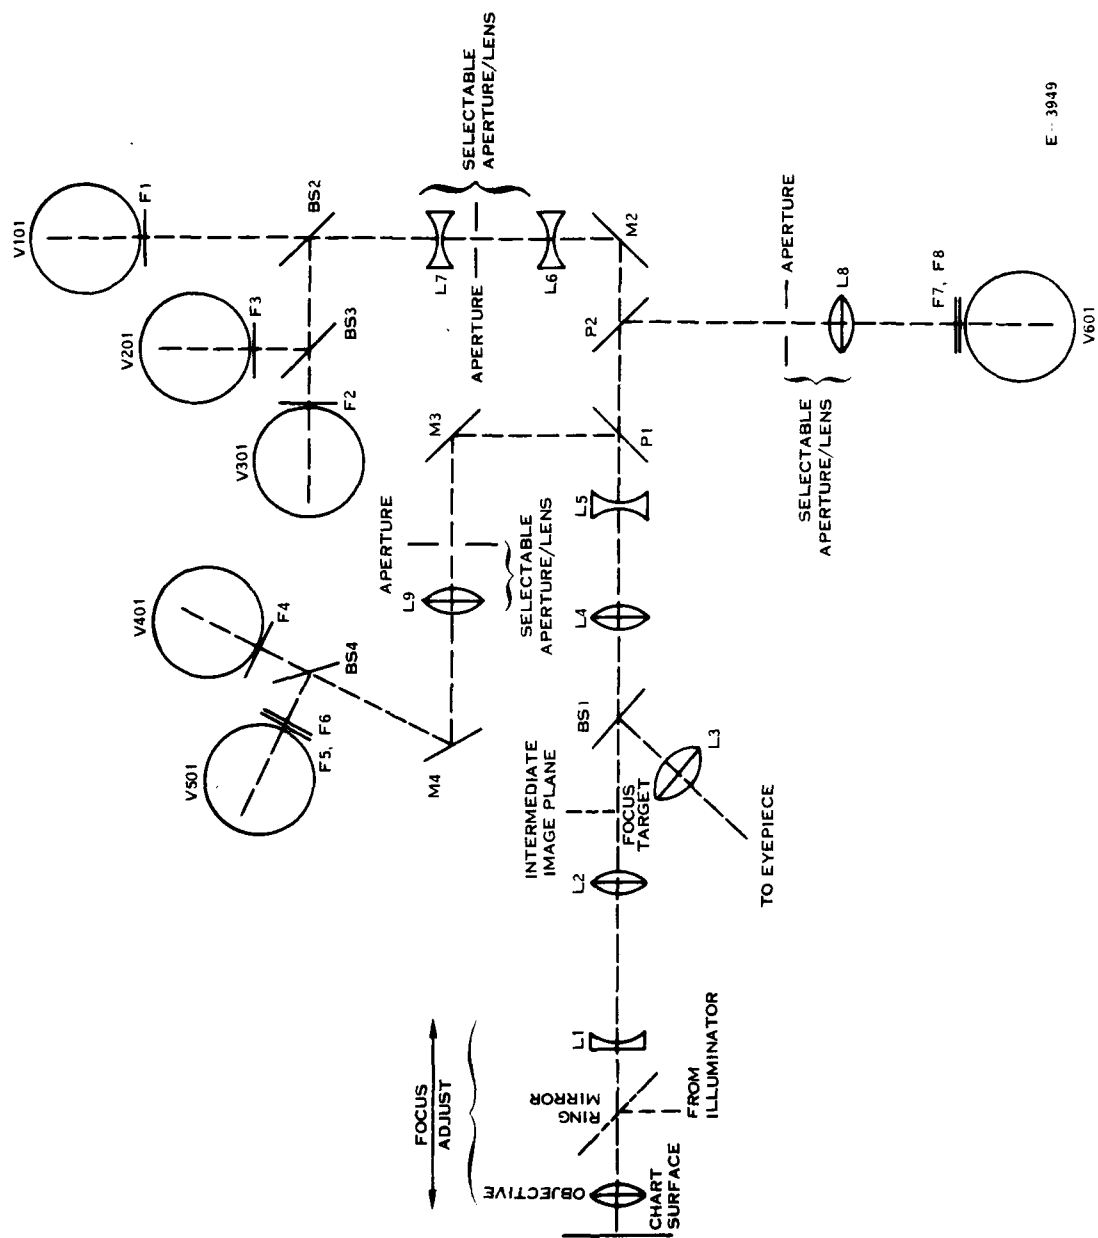 E-3949
V101
F1
BS2
V201
F3
BS3
V301
F2
L7
APERTURE
L6
SELECTABLE
APERTURE/LENS
M2
P2
APERTURE
L8
SELECTABLE
APERTURE/LENS
F7, F8
V601
M3
P1
L5
APERTURE
L9
SELECTABLE
APERTURE/LENS
L4
V401
F4
BS4
V501
F5, F6
M4
BS1
L3
TO EYEPIECE
INTERMEDIATE
IMAGE PLANE
FOCUS
TARGET
L2
L1
FOCUS
ADJUST
RING
MIRROR
FROM
ILLUMINATOR
OBJECTIVE
CHART
SURFACE